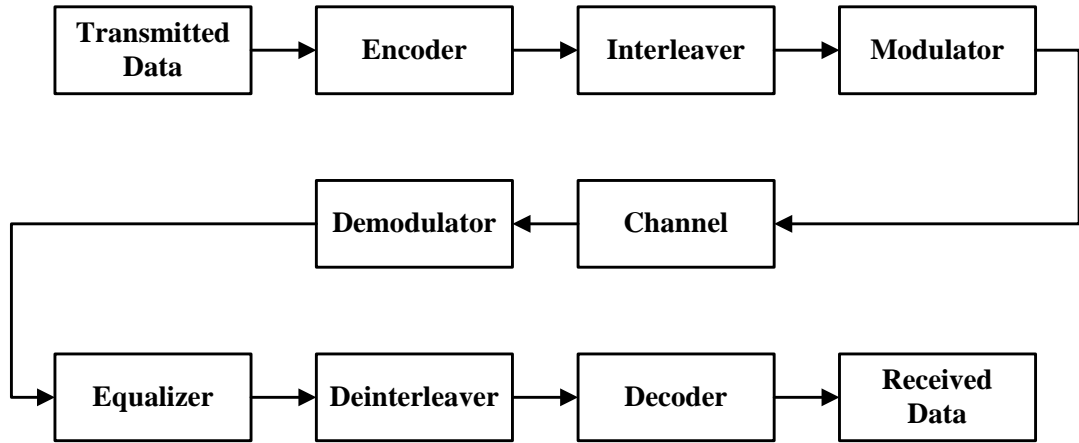 Transmitted
Data
Encoder
Interleaver
Modulator
Demodulator
Channel
Equalizer
Deinterleaver
Decoder
Received
Data